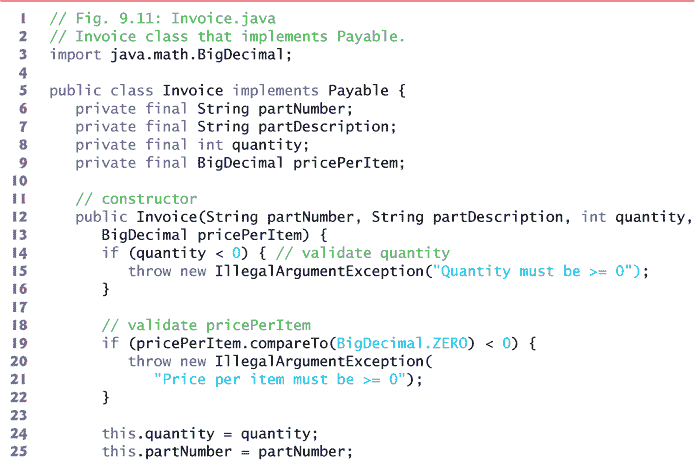 1 // Fig. 9.11: Invoice.java
2 // Invoice class that implements Payable.
3 import java.math.BigDecimal;
4
5 public class Invoice implements Payable {
6 private final String partNumber;
7 private final String partDescription;
8 private final int quantity;
9 private final BigDecimal pricePerItem;
10
11 // constructor
12 public Invoice(String partNumber, String partDescription, int quantity,
13 BigDecimal pricePerItem) {
14 if (quantity < 0) { // validate quantity
15 throw new IllegalArgumentException("Quantity must be >= 0");
16 }
17
18 // validate pricePerItem
19 if (pricePerItem.compareTo(BigDecimal.ZERO) < 0) {
20 throw new IllegalArgumentException(
21 "Price per item must be >= 0");
22 }
23
24 this.quantity = quantity;
25 this.partNumber = partNumber;